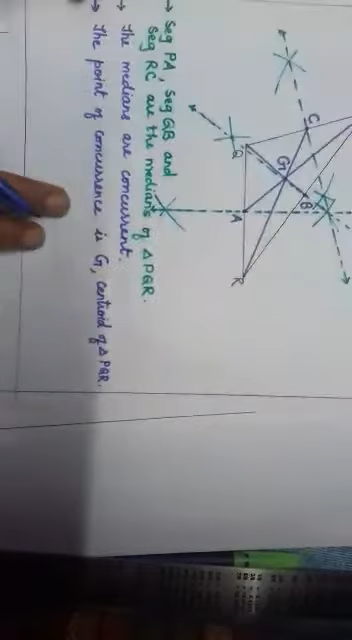 C
Q
G
A
B
R
→ Seg PA, Seg QB and
Seg RC are the medians of △PQR.
→ The medians are concurrent.
→ The point of concurrence is G, centroid of △PQR.